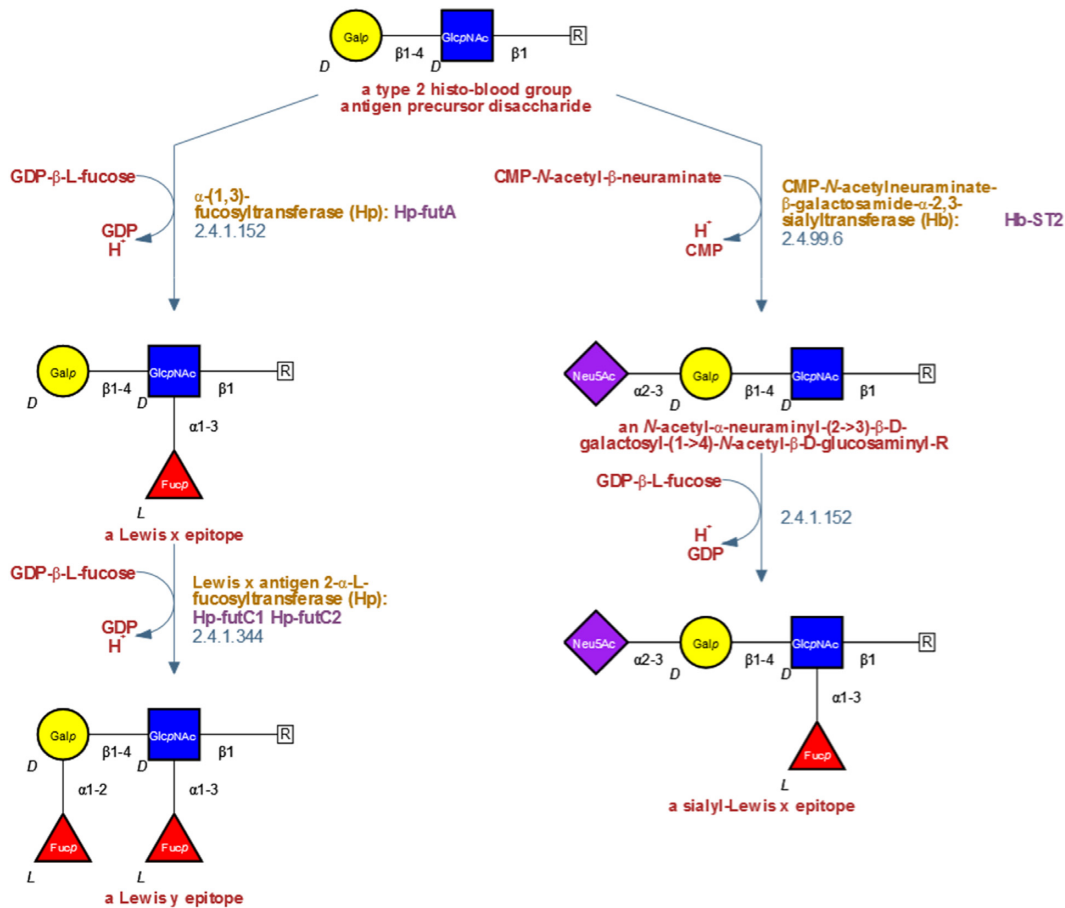 Galp
β1-4
GlcpNAc
β1
R
D
D
a type 2 histo-blood group
antigen precursor disaccharide
GDP-β-L-fucose
α-(1,3)-
fucosyltransferase (Hp): Hp-futA
2.4.1.152
GDP
H+
CMP-N-acetyl-β-neuraminate
CMP-N-acetylneuraminate-
β-galactosamide-α-2,3-
sialyltransferase (Hb): Hb-ST2
2.4.99.6
H+
CMP
Galp
β1-4
GlcpNAc
β1
R
D
D
α1-3
Fucp
L
a Lewis x epitope
Neu5Ac
α2-3
Galp
β1-4
GlcpNAc
β1
R
D
D
an N-acetyl-α-neuraminyl-(2->3)-β-D-
galactosyl-(1->4)-N-acetyl-β-D-glucosaminyl-R
GDP-β-L-fucose
2.4.1.152
H+
GDP
GDP-β-L-fucose
Lewis x antigen 2-α-L-
fucosyltransferase (Hp):
Hp-futC1 Hp-futC2
2.4.1.344
GDP
H+
Neu5Ac
α2-3
Galp
β1-4
GlcpNAc
β1
R
D
D
α1-3
Fucp
L
a sialyl-Lewis x epitope
Galp
β1-4
GlcpNAc
β1
R
D
D
α1-2
α1-3
Fucp
Fucp
L
L
a Lewis y epitope